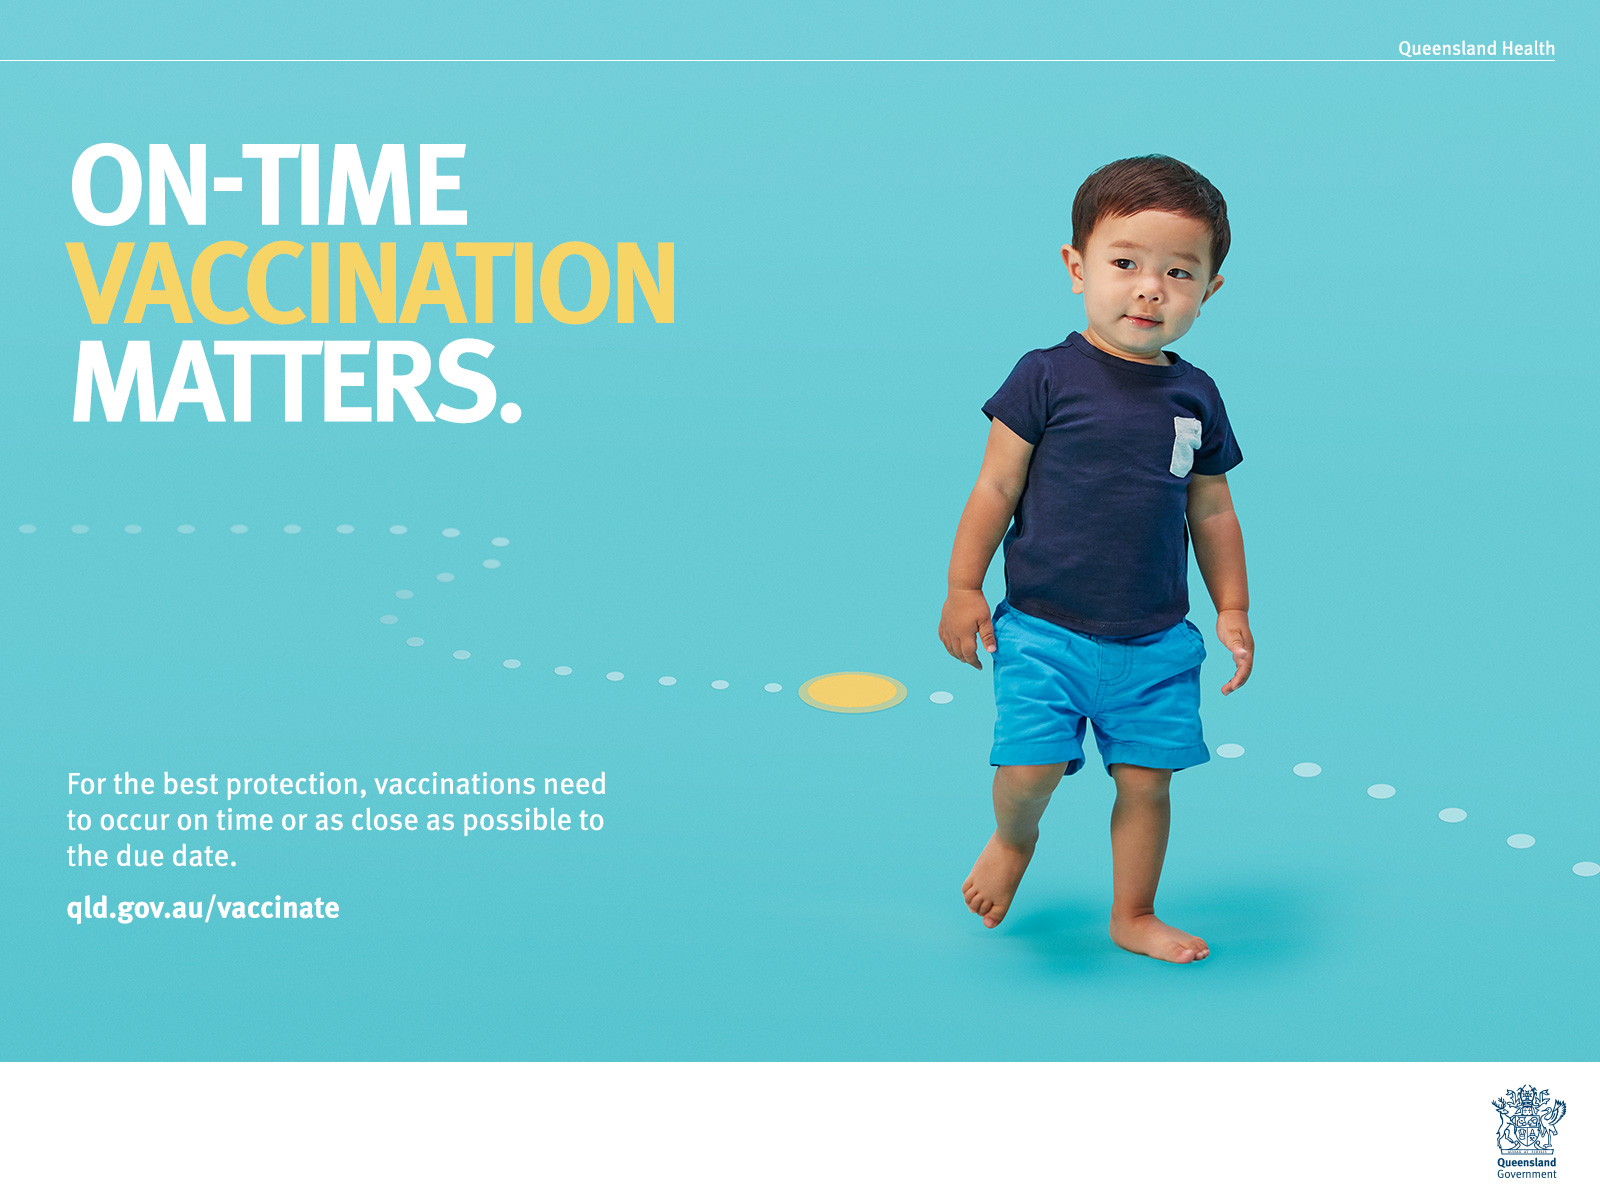 Queensland Health
ON-TIME
VACCINATION
MATTERS.
For the best protection, vaccinations need
to occur on time or as close as possible to
the due date.
qld.gov.au/vaccinate
Queensland
Government